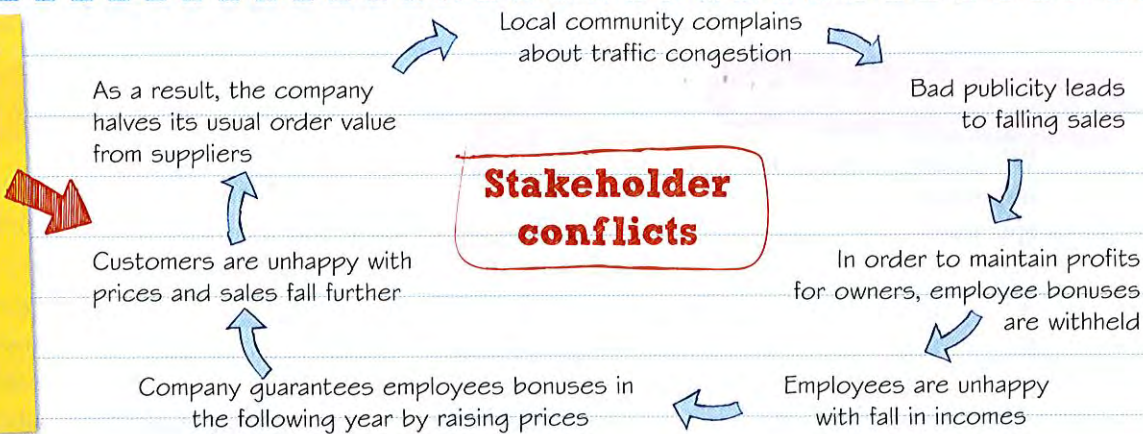 Local community complains
about traffic congestion
Bad publicity leads
to falling sales
In order to maintain profits
for owners, employee bonuses
are withheld
Employees are unhappy
with fall in incomes
Company guarantees employees bonuses in
the following year by raising prices
Customers are unhappy with
prices and sales fall further
As a result, the company
halves its usual order value
from suppliers
Stakeholder
conflicts